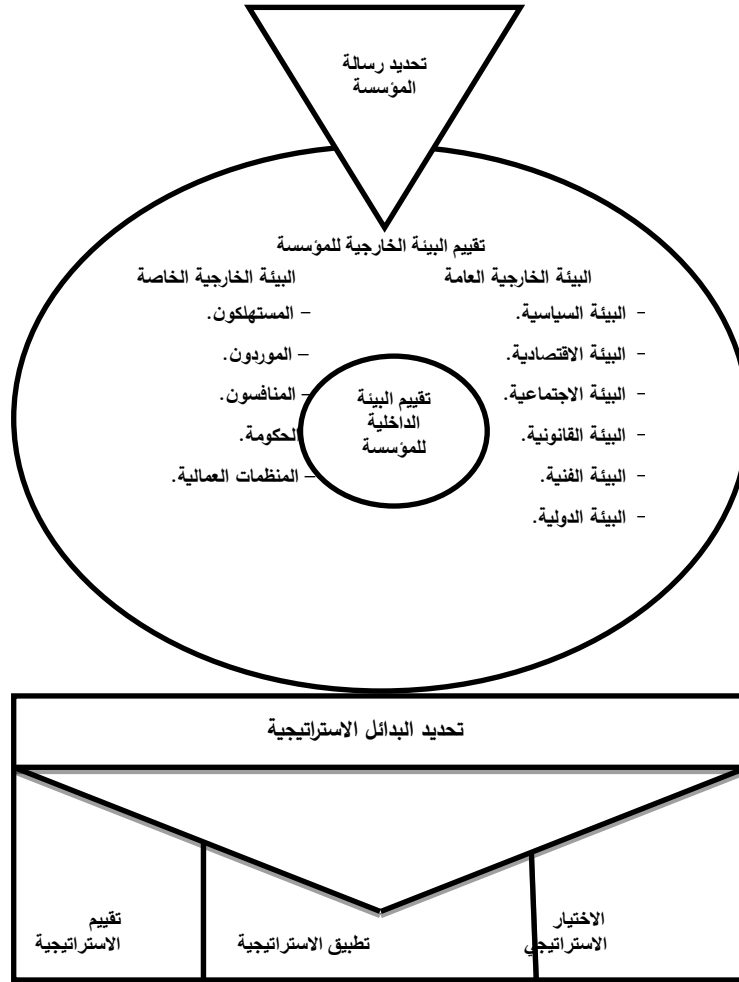 تحديد رسالة
المؤسسة
تقييم البيئة الخارجية للمؤسسة
البيئة الخارجية العامة
- البيئة السياسية.
- البيئة الاقتصادية.
- البيئة الاجتماعية.
- البيئة القانونية.
- البيئة الفنية.
- البيئة الدولية.
البيئة الخارجية الخاصة
– المستهلكون.
– الموردون.
– المنافسون.
الحكومة.
– المنظمات العمالية.
تقييم البيئة
الداخلية
للمؤسسة
تحديد البدائل الاستراتيجية
الاختيار
الاستراتيجي
تطبيق الاستراتيجية
تقييم
الاستراتيجية